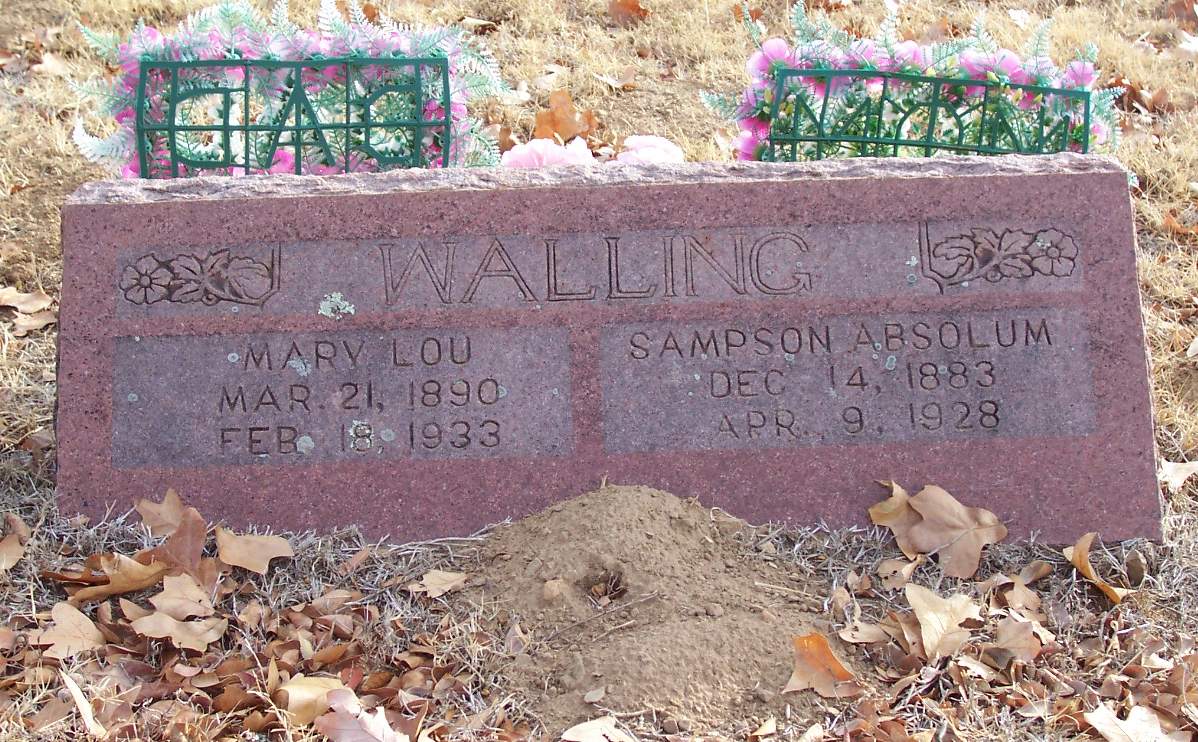 WALLING
MARY LOU
MAR. 21, 1890
FEB. 18, 1933
SAMPSON ABSOLUM
DEC. 14, 1883
APR. 9, 1928